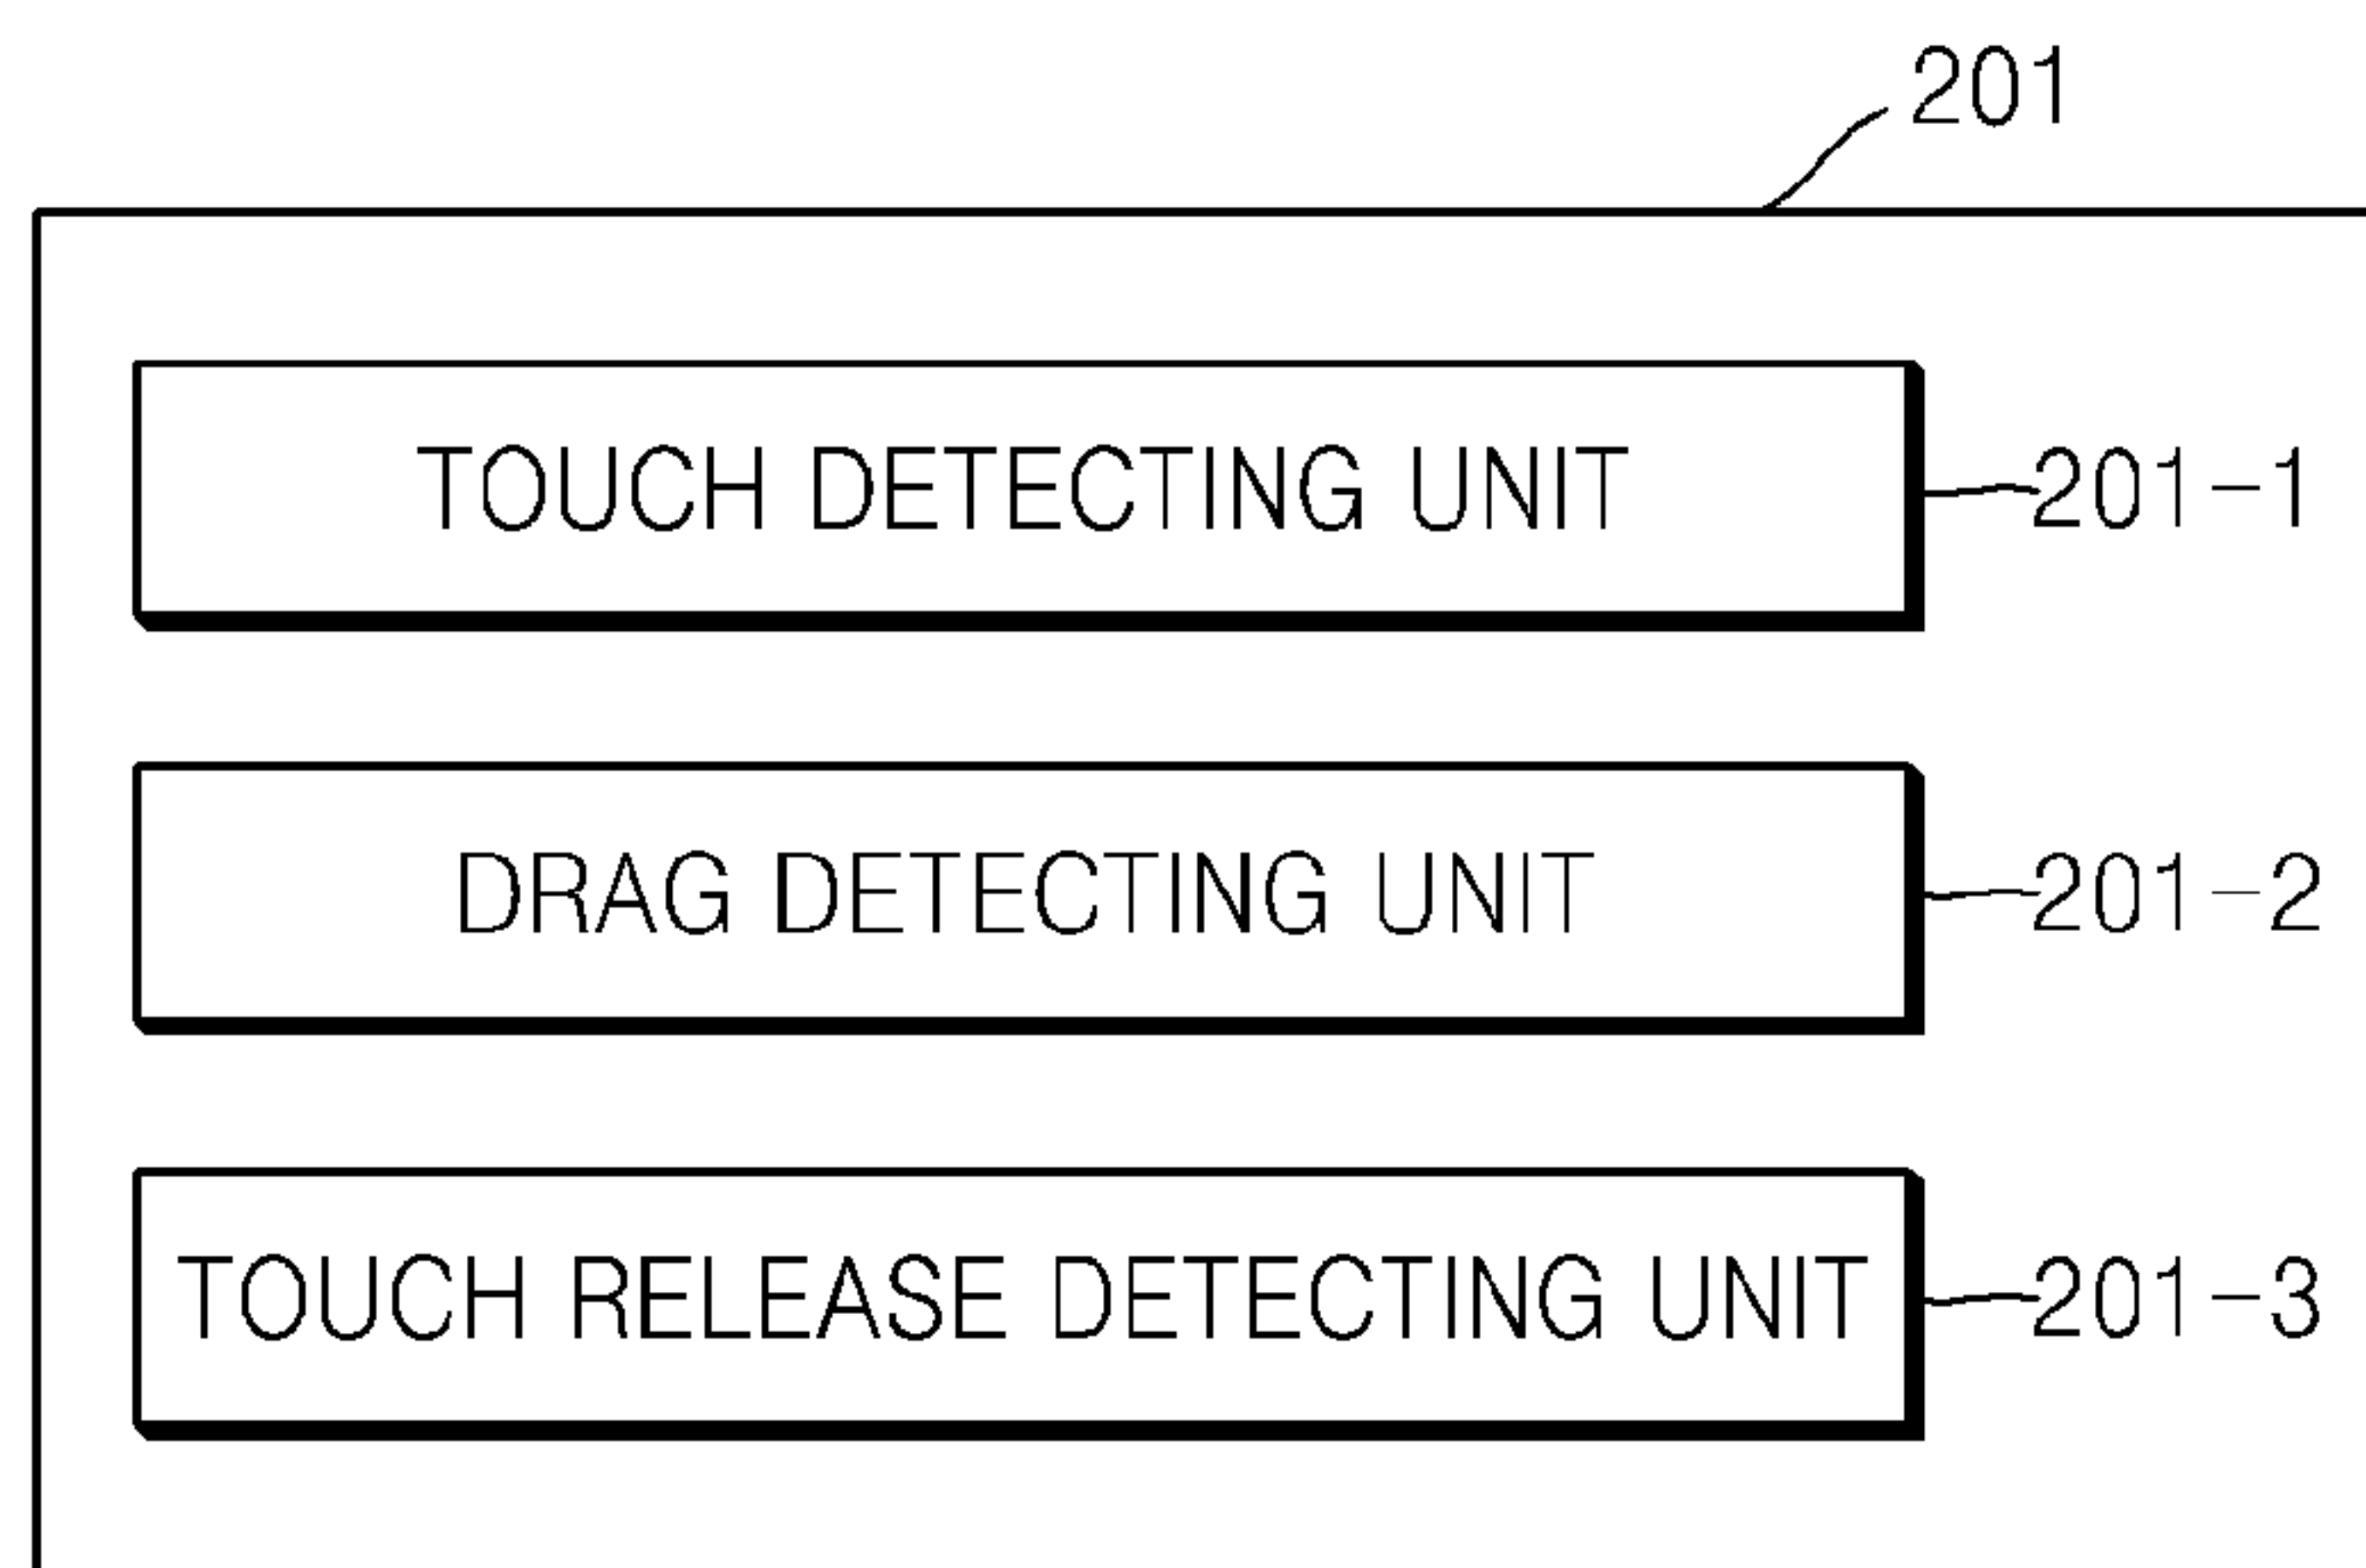 201
TOUCH DETECTING UNIT 201-1
DRAG DETECTING UNIT 201-2
TOUCH RELEASE DETECTING UNIT 201-3